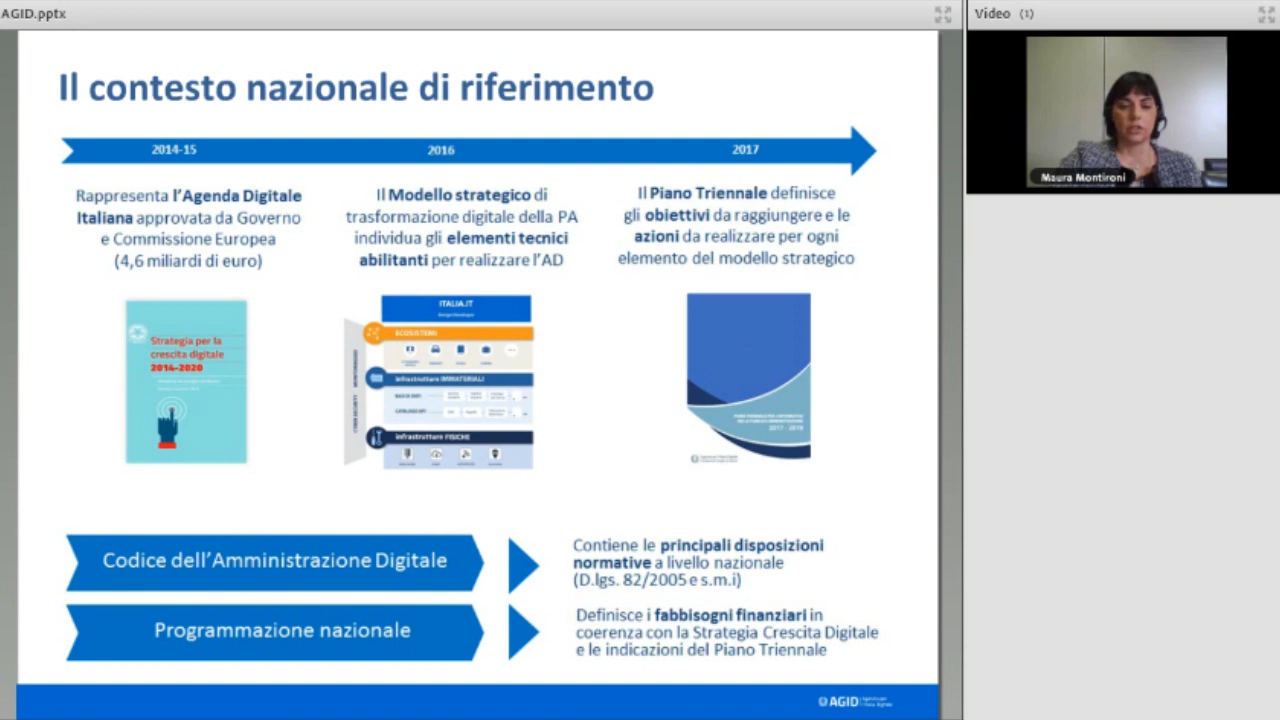 AGID.pptx
Video (1)
Maura Montironi
Il contesto nazionale di riferimento
2014-15
2016
2017
Rappresenta l'Agenda Digitale
Italiana approvata da Governo
e Commissione Europea
(4,6 miliardi di euro)
Il Modello strategico di
trasformazione digitale della PA
individua gli elementi tecnici
abilitanti per realizzare l'AD
Il Piano Triennale definisce
gli obiettivi da raggiungere e le
azioni da realizzare per ogni
elemento del modello strategico
Strategia per la
crescita digitale
2014-2020
ITALIA.IT
ECOSISTEMI
Infrastrutture IMMATERIALI
Infrastrutture FISICHE
CYBER SECURITY
MONITORAGGIO
2017 - 2019
Codice dell'Amministrazione Digitale
Contiene le principali disposizioni
normative a livello nazionale
(D.lgs. 82/2005 e s.m.i)
Programmazione nazionale
Definisce i fabbisogni finanziari in
coerenza con la Strategia Crescita Digitale
e le indicazioni del Piano Triennale
AGID